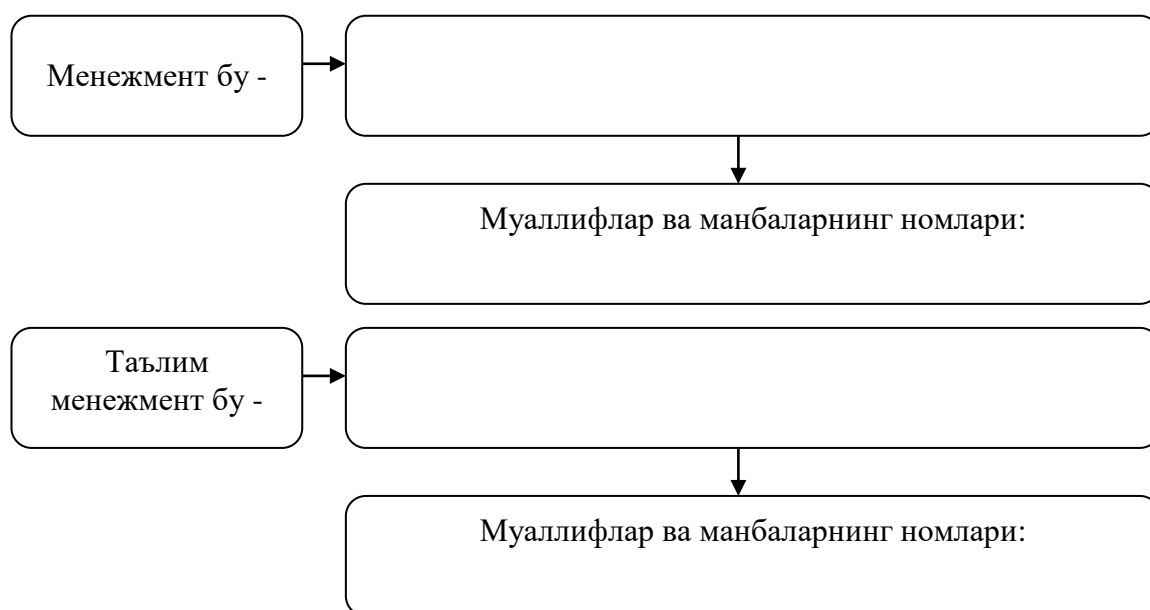 Менежмент бу -
Муаллифлар ва манбаларнинг номлари:
Таълим
менежмент бу -
Муаллифлар ва манбаларнинг номлари: